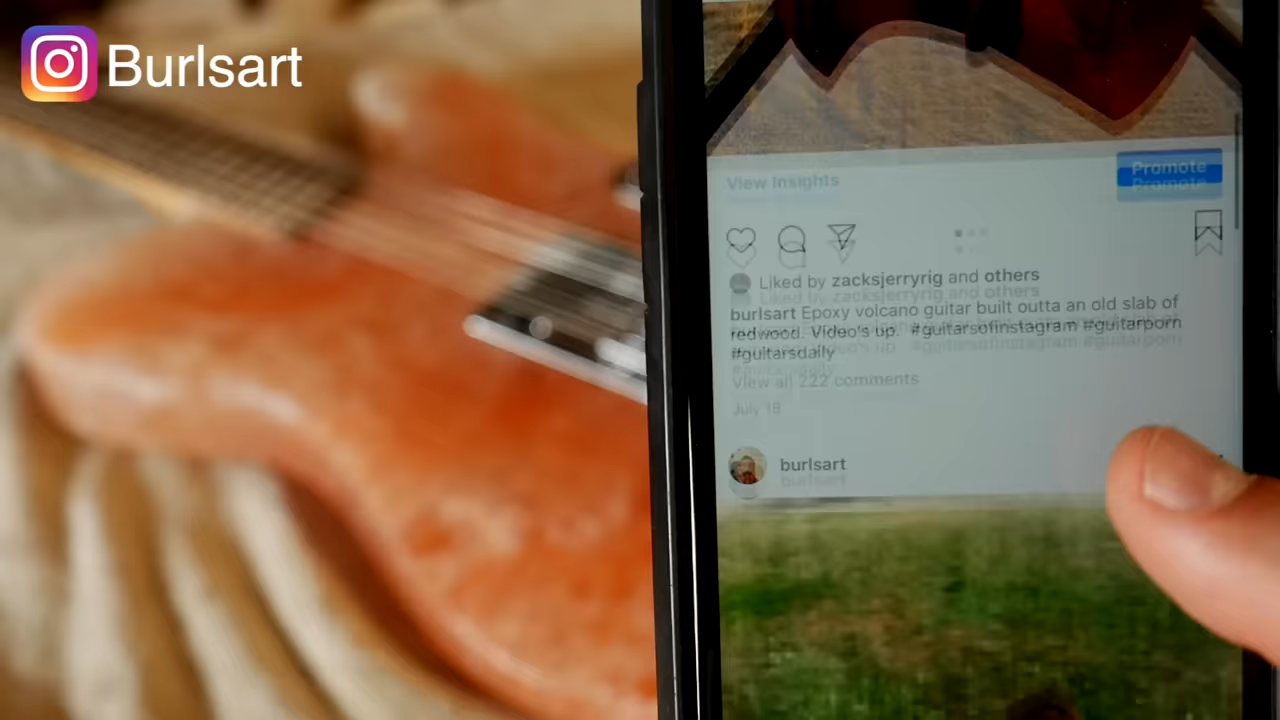 Burlsart
View Insights
Promote
Liked by zacksjerryrig and others
burlsart Epoxy volcano guitar built outta an old slab of
redwood. Video's up. #guitarsofinstagram #guitarporn
#guitarsdaily
View all 222 comments
July 18
burlsart